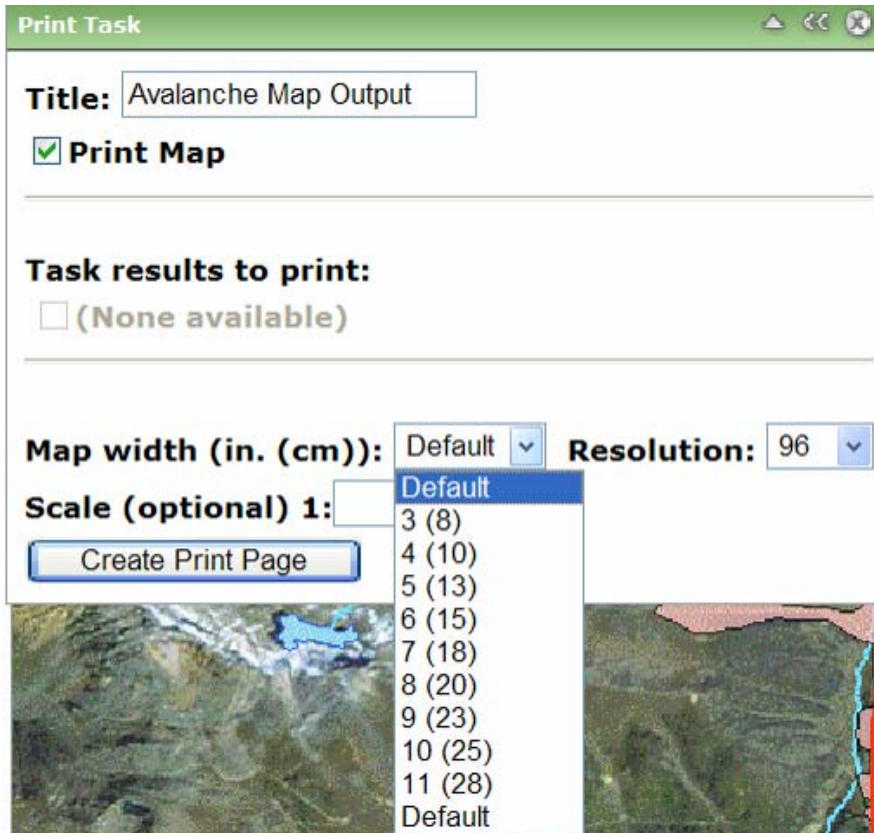 Print Task
Title: Avalanche Map Output
Print Map
Task results to print:
(None available)
Map width (in. (cm)): Default Resolution: 96
Scale (optional) 1:
Create Print Page
Default
3 (8)
4 (10)
5 (13)
6 (15)
7 (18)
8 (20)
9 (23)
10 (25)
11 (28)
Default